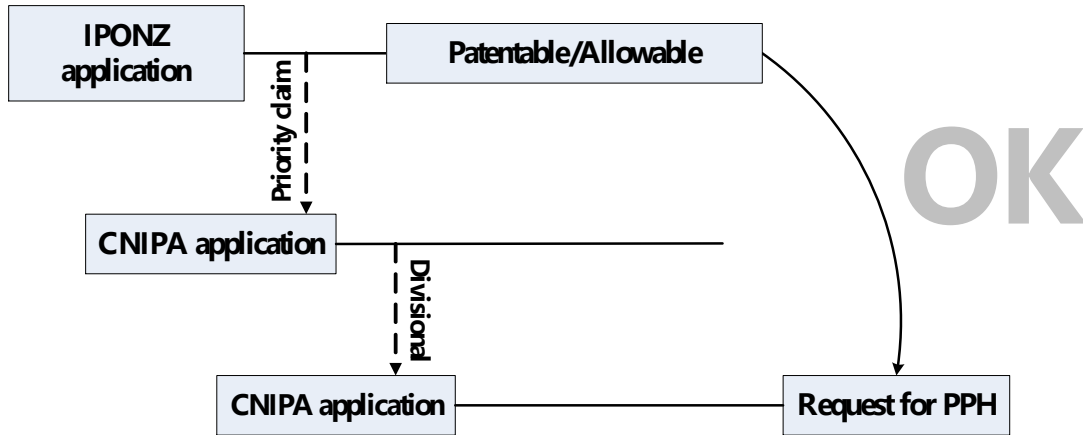 IPONZ
application
Patentable/Allowable
Priority claim
OK
CNIPA application
Divisional
CNIPA application
Request for PPH